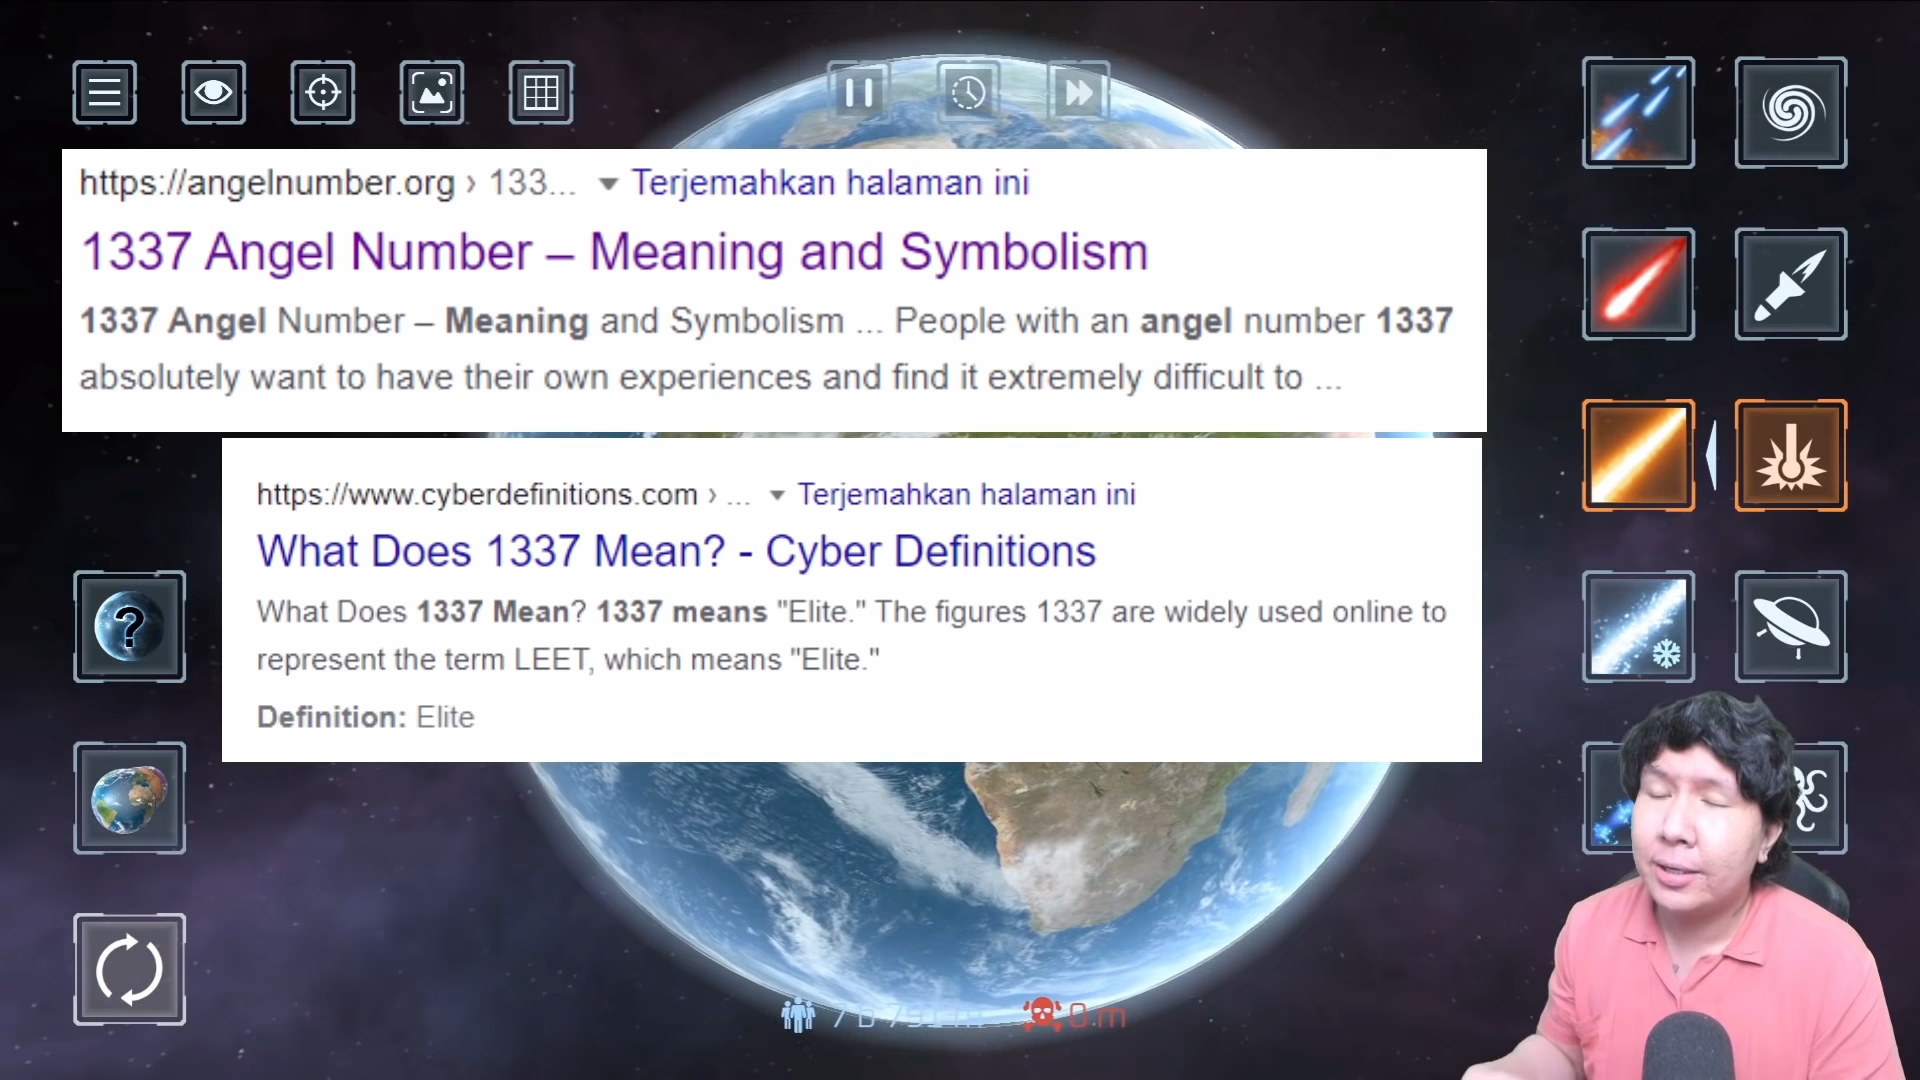 https://angelnumber.org › 133... ▼ Terjemahkan halaman ini
1337 Angel Number – Meaning and Symbolism
1337 Angel Number – Meaning and Symbolism ... People with an angel number 1337
absolutely want to have their own experiences and find it extremely difficult to ...
https://www.cyberdefinitions.com › ... ▼ Terjemahkan halaman ini
What Does 1337 Mean? - Cyber Definitions
What Does 1337 Mean? 1337 means "Elite." The figures 1337 are widely used online to
represent the term LEET, which means "Elite."
Definition: Elite
?
0 m